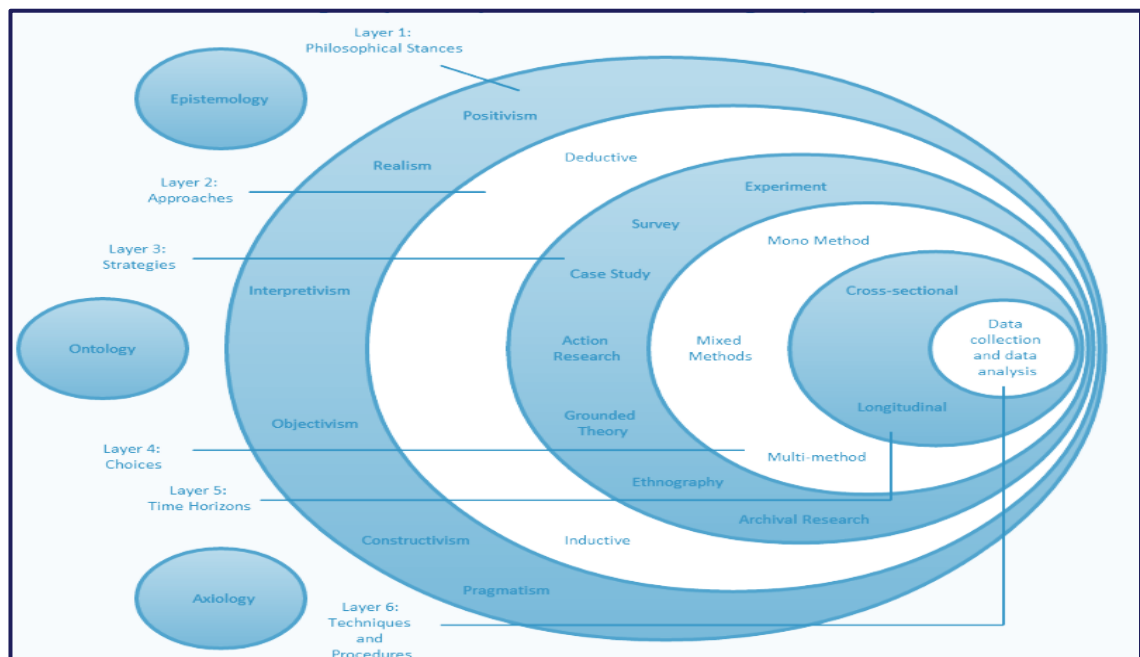 Layer 1:
Philosophical Stances
Epistemology
Positivism
Realism
Deductive
Layer 2:
Approaches
Experiment
Survey
Mono Method
Layer 3:
Strategies
Case Study
Interpretivism
Cross-sectional
Ontology
Action
Research
Mixed
Methods
Data
collection
and data
analysis
Objectivism
Grounded
Theory
Longitudinal
Layer 4:
Choices
Multi-method
Layer 5:
Time Horizons
Ethnography
Archival Research
Constructivism
Inductive
Pragmatism
Axiology
Layer 6:
Techniques
and
Procedures